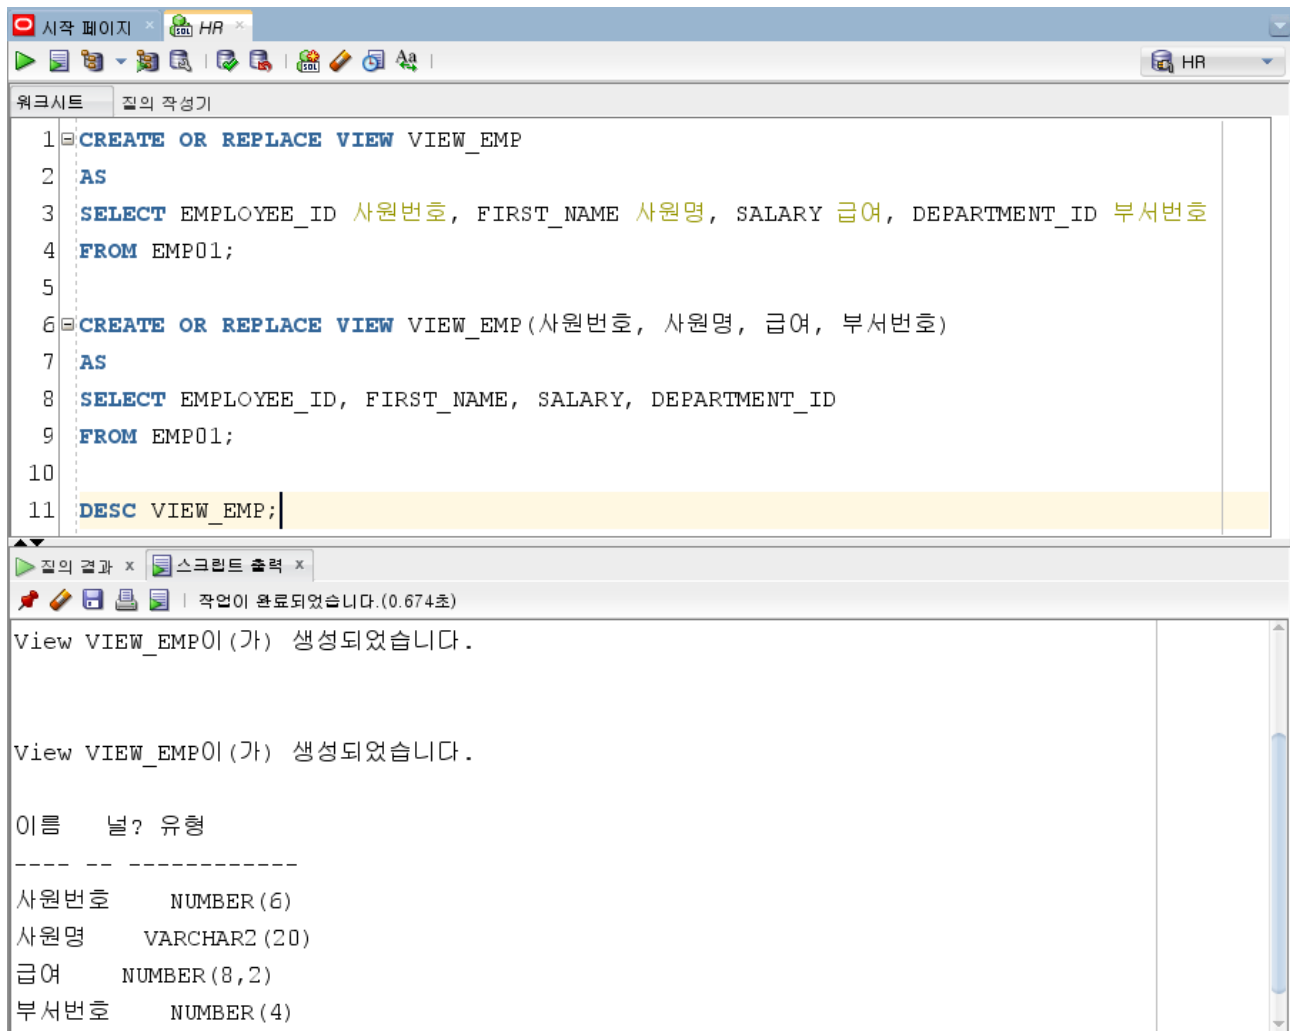 시작 페이지 HR
HR
워크시트 질의 작성기
1 CREATE OR REPLACE VIEW VIEW_EMP
2 AS
3 SELECT EMPLOYEE_ID 사원번호, FIRST_NAME 사원명, SALARY 급여, DEPARTMENT_ID 부서번호
4 FROM EMP01;
5
6 CREATE OR REPLACE VIEW VIEW_EMP(사원번호, 사원명, 급여, 부서번호)
7 AS
8 SELECT EMPLOYEE_ID, FIRST_NAME, SALARY, DEPARTMENT_ID
9 FROM EMP01;
10
11 DESC VIEW_EMP;
질의 결과 x 스크립트 출력 x
작업이 완료되었습니다.(0.674초)
View VIEW_EMP이(가) 생성되었습니다.
View VIEW_EMP이(가) 생성되었습니다.
이름 널? 유형
---- -- ------------
사원번호 NUMBER(6)
사원명 VARCHAR2(20)
급여 NUMBER(8,2)
부서번호 NUMBER(4)